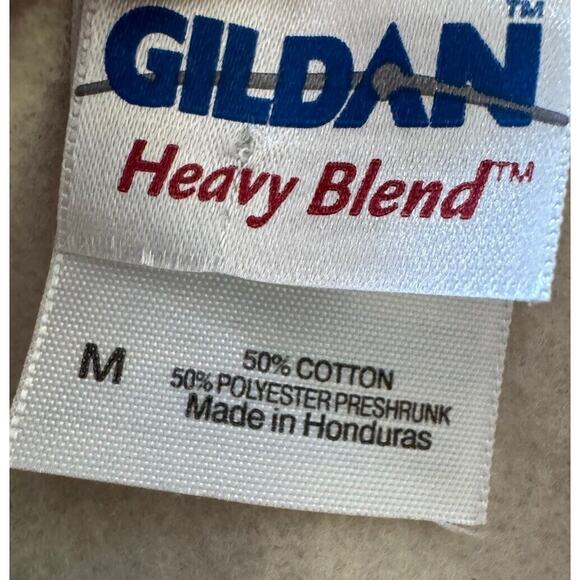 GILDAN™
Heavy Blend™
M
50% COTTON
50% POLYESTER PRESHRUNK
Made in Honduras